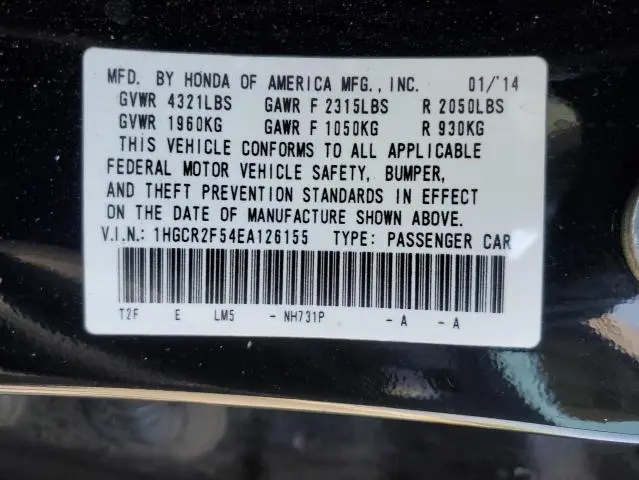 MFD. BY HONDA OF AMERICA MFG., INC. 01/'14
GVWR 4321LBS GAWR F 2315LBS R 2050LBS
GVWR 1960KG GAWR F 1050KG R 930KG
THIS VEHICLE CONFORMS TO ALL APPLICABLE
FEDERAL MOTOR VEHICLE SAFETY, BUMPER,
AND THEFT PREVENTION STANDARDS IN EFFECT
ON THE DATE OF MANUFACTURE SHOWN ABOVE.
V.I.N.: 1HGCR2F54EA126155 TYPE: PASSENGER CAR
T2F E LM5 - NH731P - A - A